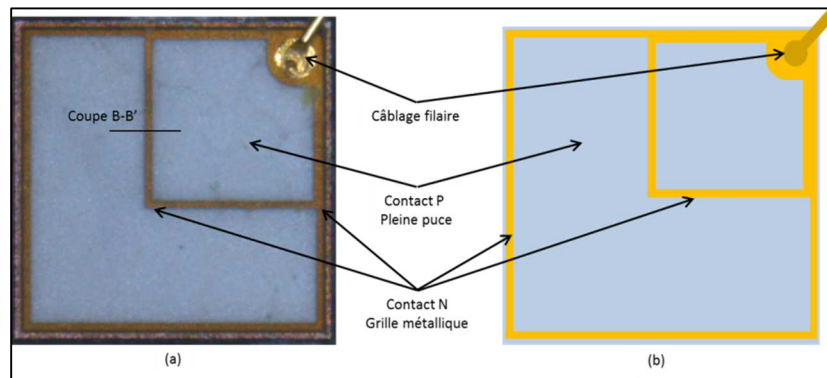 Coupe B-B'
Câblage filaire
Contact P
Pleine puce
Contact N
Grille métallique
(a)
(b)